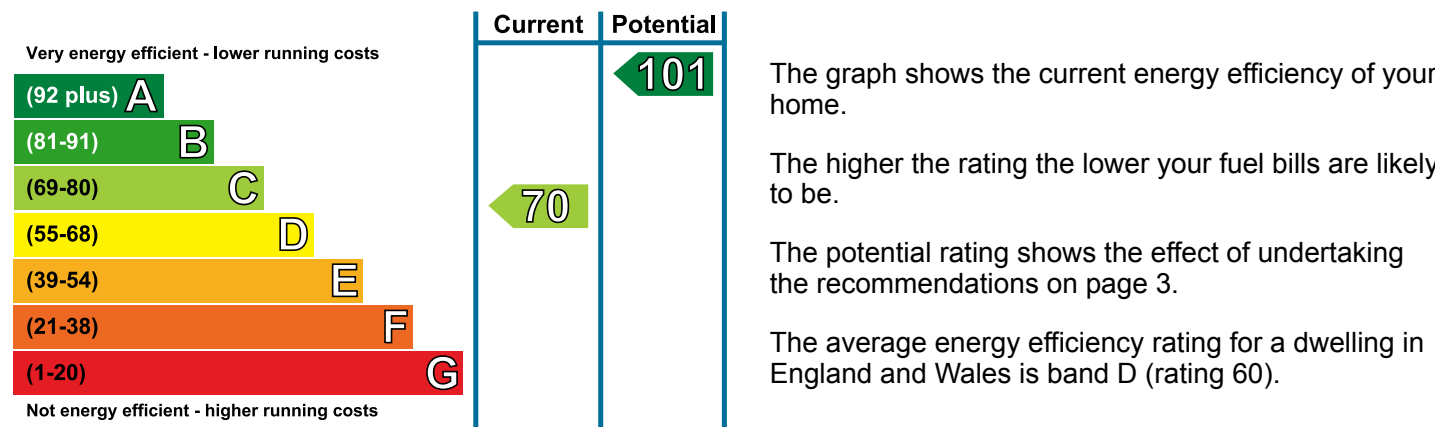 Current Potential
Very energy efficient - lower running costs
(92 plus) A
101
(81-91) B
(69-80) C
70
(55-68) D
(39-54) E
(21-38) F
(1-20) G
Not energy efficient - higher running costs
The graph shows the current energy efficiency of your
home.
The higher the rating the lower your fuel bills are likely
to be.
The potential rating shows the effect of undertaking
the recommendations on page 3.
The average energy efficiency rating for a dwelling in
England and Wales is band D (rating 60).